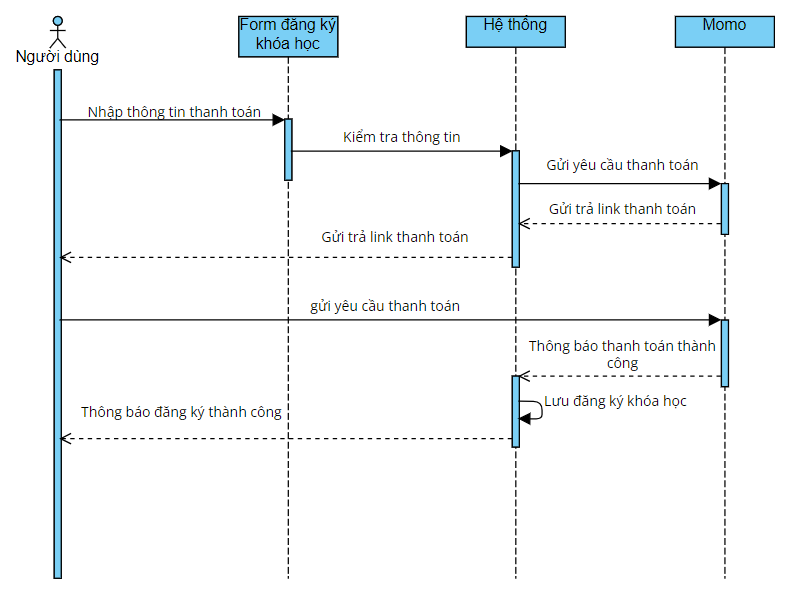 Người dùng
Form đăng ký
khóa học
Hệ thống
Momo
Nhập thông tin thanh toán
Kiểm tra thông tin
Gửi yêu cầu thanh toán
Gửi trả link thanh toán
Gửi trả link thanh toán
gửi yêu cầu thanh toán
Thông báo thanh toán thành
công
Lưu đăng ký khóa học
Thông báo đăng ký thành công